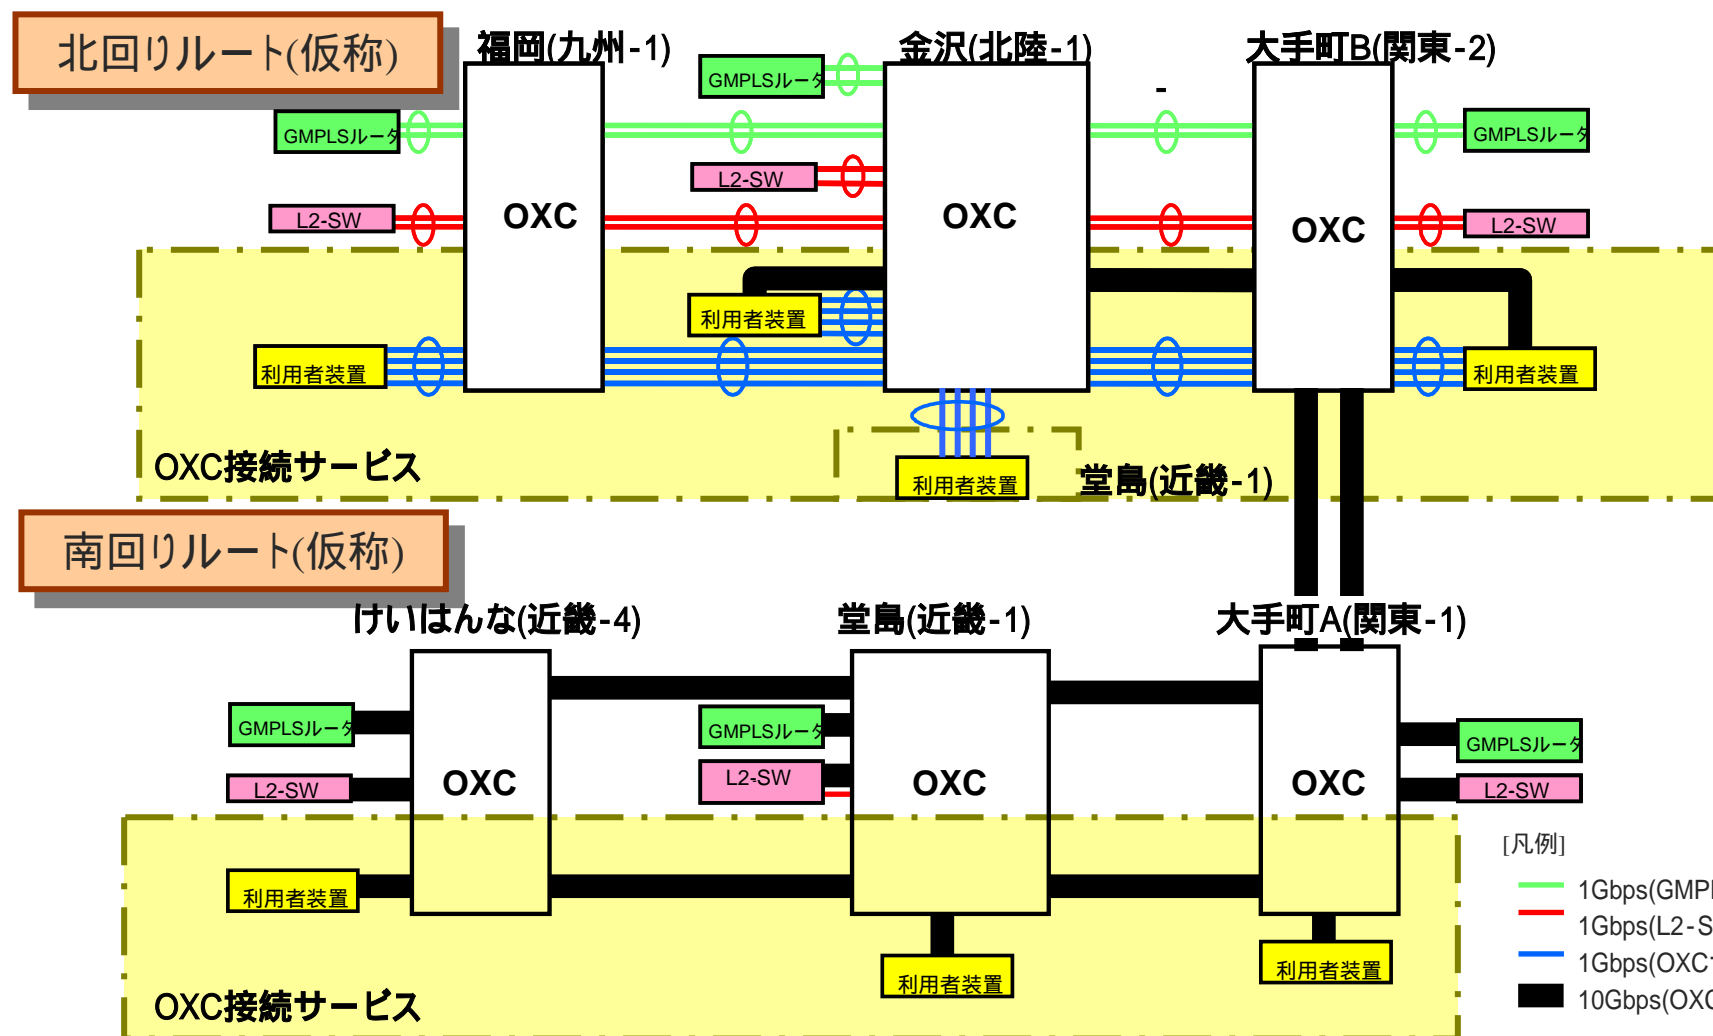 北回りルート(仮称)
福岡(九州-1)
金沢(北陸-1)
大手町B(関東-2)
GMPLSルータ
GMPLSルータ
-
GMPLSルータ
L2-SW
L2-SW
L2-SW
OXC
OXC
OXC
利用者装置
利用者装置
利用者装置
OXC接続サービス
利用者装置
堂島(近畿-1)
南回りルート(仮称)
けいはんな(近畿-4)
堂島(近畿-1)
大手町A(関東-1)
GMPLSルータ
GMPLSルータ
GMPLSルータ
L2-SW
L2-SW
L2-SW
OXC
OXC
OXC
利用者装置
利用者装置
利用者装置
OXC接続サービス
[凡例]
1Gbps(GMPL
1Gbps(L2-S
1Gbps(OXC
10Gbps(OXC